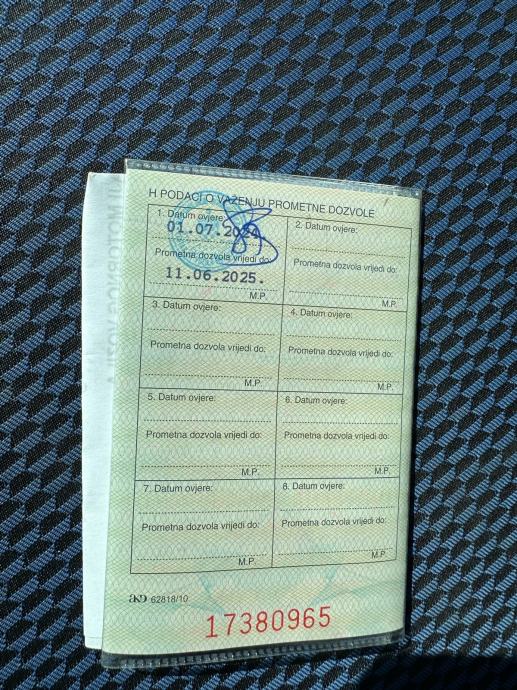 H PODACI O VAŽENJU PROMETNE DOZVOLE
1. Datum ovjere:
01.07.2024
Prometna dozvola vrijedi do:
11.06.2025.
M.P.
2. Datum ovjere:
Prometna dozvola vrijedi do:
M.P.
3. Datum ovjere:
Prometna dozvola vrijedi do:
M.P.
4. Datum ovjere:
Prometna dozvola vrijedi do:
M.P.
5. Datum ovjere:
Prometna dozvola vrijedi do:
M.P.
6. Datum ovjere:
Prometna dozvola vrijedi do:
M.P.
7. Datum ovjere:
Prometna dozvola vrijedi do:
M.P.
8. Datum ovjere:
Prometna dozvola vrijedi do:
M.P.
AKD 62818/10
17380965